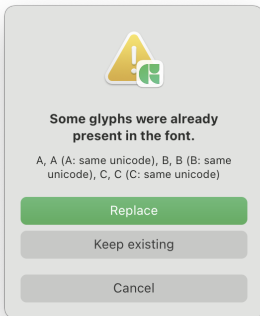 Some glyphs were already
present in the font.
A, A (A: same unicode), B, B (B: same
unicode), C, C (C: same unicode)
Replace
Keep existing
Cancel